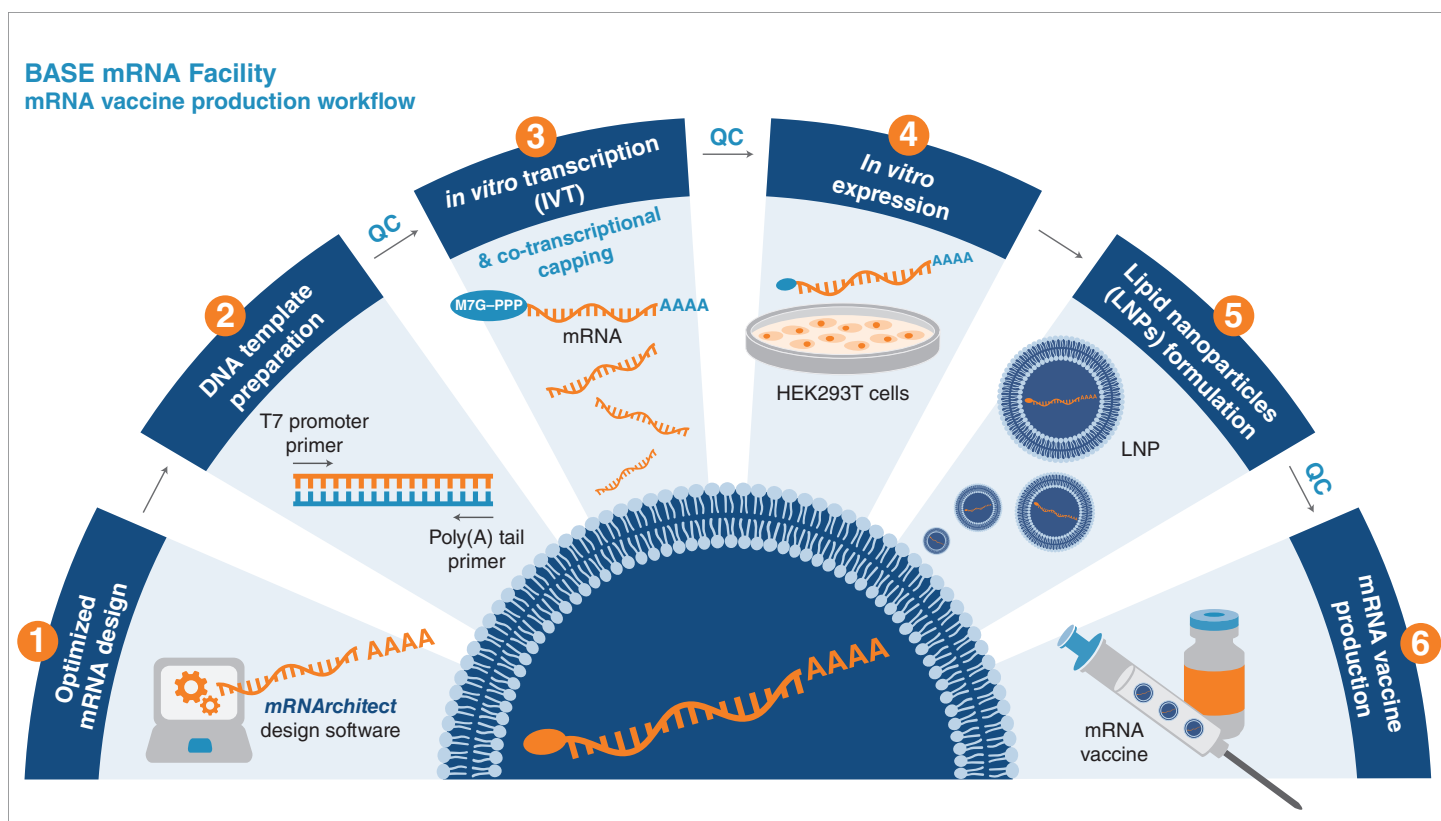 BASE mRNA Facility
mRNA vaccine production workflow
1
Optimized
mRNA design
mRNArchitect
design software
AAAA
2
DNA template
preparation
T7 promoter
primer
Poly(A) tail
primer
QC
3
in vitro transcription
(IVT)
& co-transcriptional
capping
M7G–PPP
AAAA
mRNA
QC
4
In vitro
expression
AAAA
HEK293T cells
5
Lipid nanoparticles
(LNPs) formulation
AAAA
LNP
QC
6
mRNA vaccine
production
mRNA
vaccine
AAAA